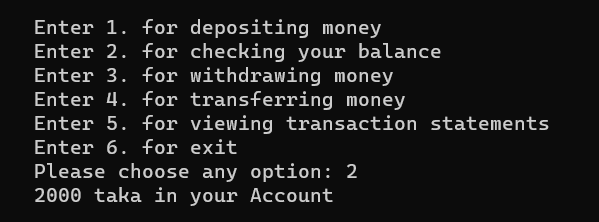 Enter 1. for depositing money
Enter 2. for checking your balance
Enter 3. for withdrawing money
Enter 4. for transferring money
Enter 5. for viewing transaction statements
Enter 6. for exit
Please choose any option: 2
2000 taka in your Account